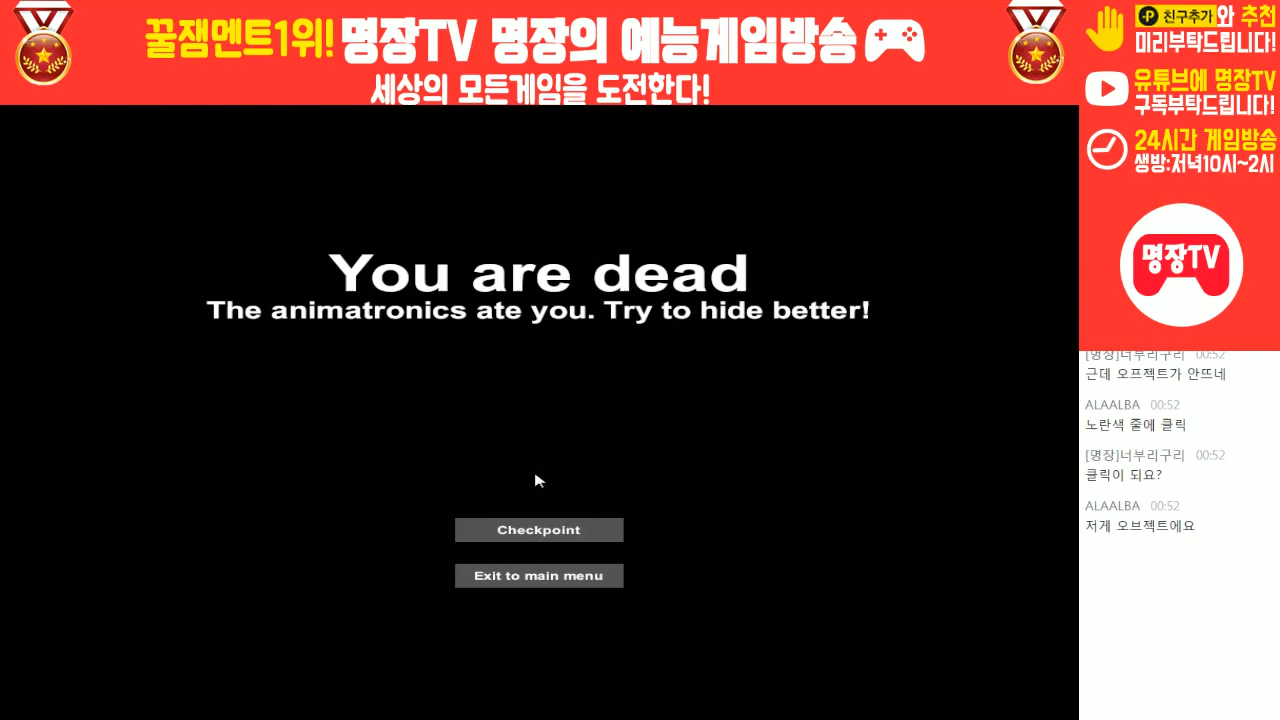 꿀잼멘트1위! 명장TV 명장의 예능게임방송
세상의 모든게임을 도전한다!
P 친구추가 와 추천
미리부탁드립니다!
유튜브에 명장TV
구독부탁드립니다!
24시간 게임방송
생방:저녁10시~2시
명장TV
You are dead
The animatronics ate you. Try to hide better!
Checkpoint
Exit to main menu
[명장]너부리구리 00:52
근데 오프젝트가 안뜨네
ALAALBA 00:52
노란색 줄에 클릭
[명장]너부리구리 00:52
클릭이 되요?
ALAALBA 00:52
저게 오브젝트에요